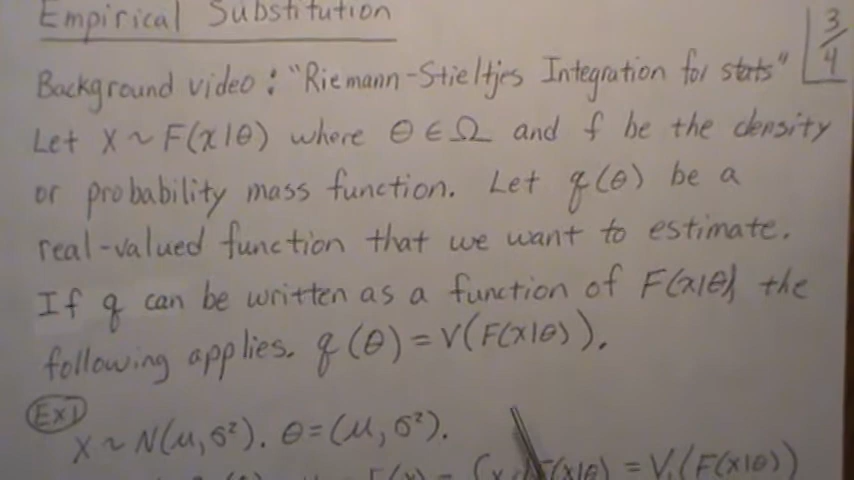 Empirical Substitution
3/4
Background video: "Riemann-Stieltjes Integration for stats"
Let X ~ F(x|θ) where θ ∈ Ω and f be the density
or probability mass function. Let q(θ) be a
real-valued function that we want to estimate.
If q can be written as a function of F(x|θ), the
following applies. q(θ) = V(F(x|θ)).
Ex1
X ~ N(μ, σ²). θ = (μ, σ²).
F(x|θ) = V₁(F(x|θ))